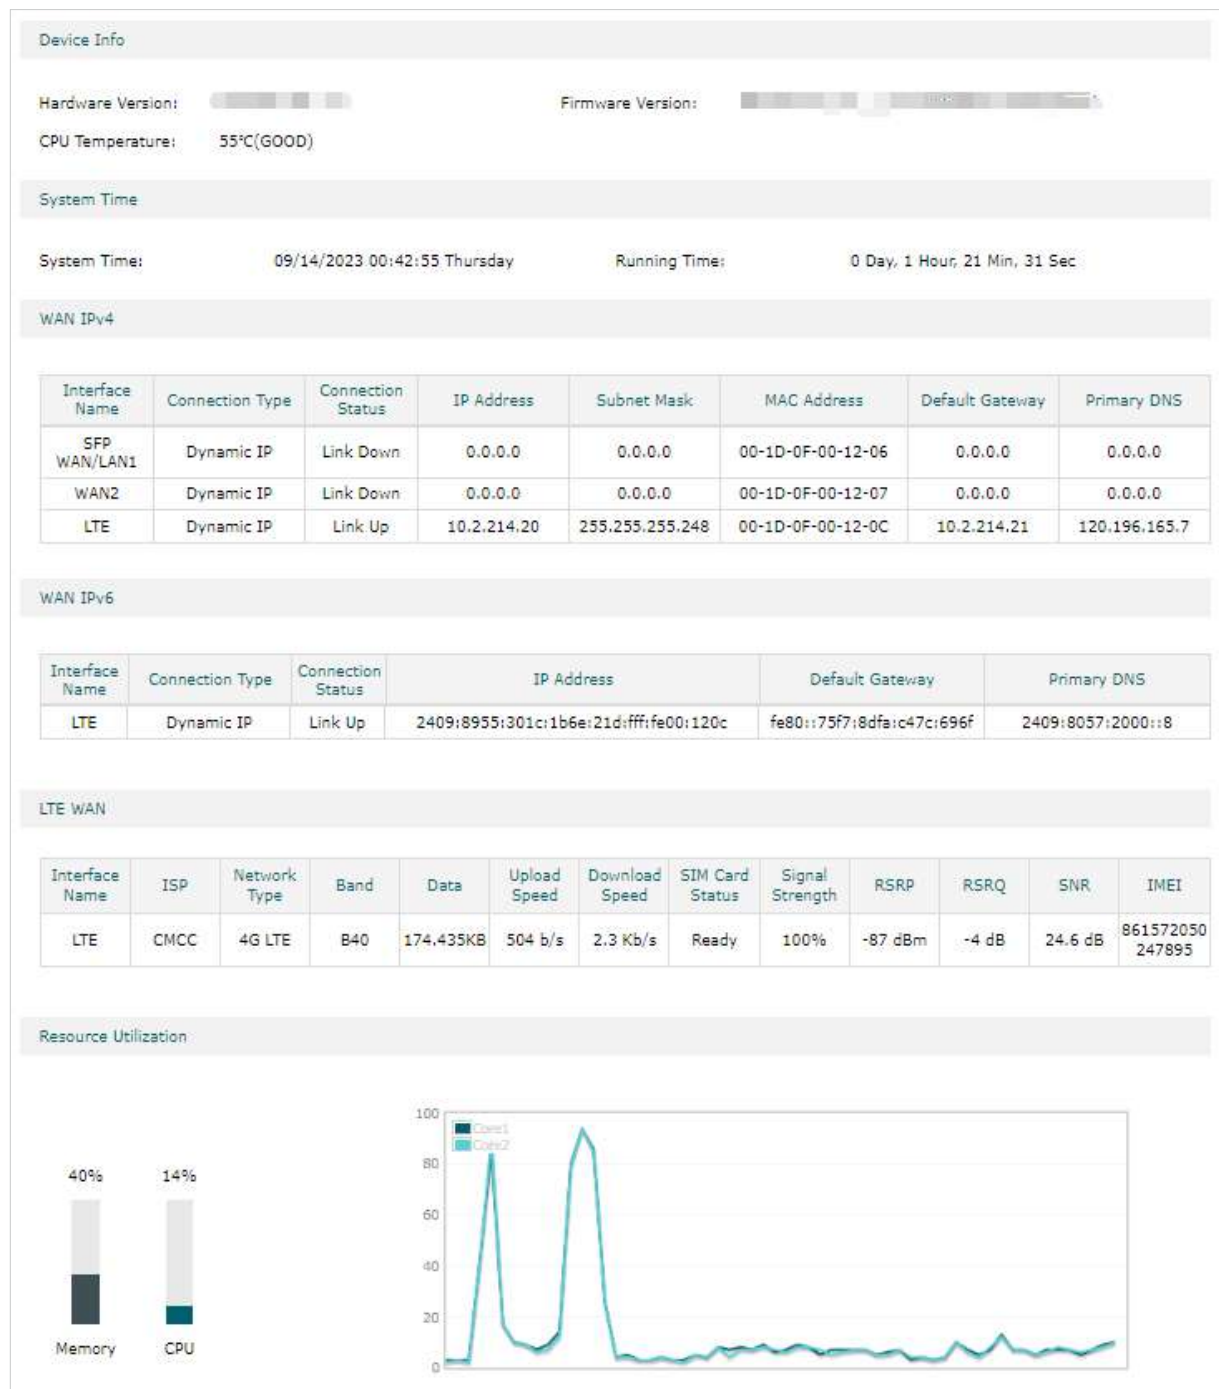 Device Info
Hardware Version: Firmware Version:
CPU Temperature: 55°C(GOOD)
System Time
System Time: 09/14/2023 00:42:55 Thursday Running Time: 0 Day, 1 Hour, 21 Min, 31 Sec
WAN IPv4
Interface Name Connection Type Connection Status IP Address Subnet Mask MAC Address Default Gateway Primary DNS
SFP WAN/LAN1 Dynamic IP Link Down 0.0.0.0 0.0.0.0 00-1D-0F-00-12-06 0.0.0.0 0.0.0.0
WAN2 Dynamic IP Link Down 0.0.0.0 0.0.0.0 00-1D-0F-00-12-07 0.0.0.0 0.0.0.0
LTE Dynamic IP Link Up 10.2.214.20 255.255.255.248 00-1D-0F-00-12-0C 10.2.214.21 120.196.165.7
WAN IPv6
Interface Name Connection Type Connection Status IP Address Default Gateway Primary DNS
LTE Dynamic IP Link Up 2409:8955:301c:1b6e:21d:fff:fe00:120c fe80::75f7:8dfa:c47c:696f 2409:8057:2000::8
LTE WAN
Interface Name ISP Network Type Band Data Upload Speed Download Speed SIM Card Status Signal Strength RSRP RSRQ SNR IMEI
LTE CMCC 4G LTE B40 174.435KB 504 b/s 2.3 Kb/s Ready 100% -87 dBm -4 dB 24.6 dB 861572050247895
Resource Utilization
100
Core1
Core2
80
40% 14%
60
40
20
Memory CPU
0